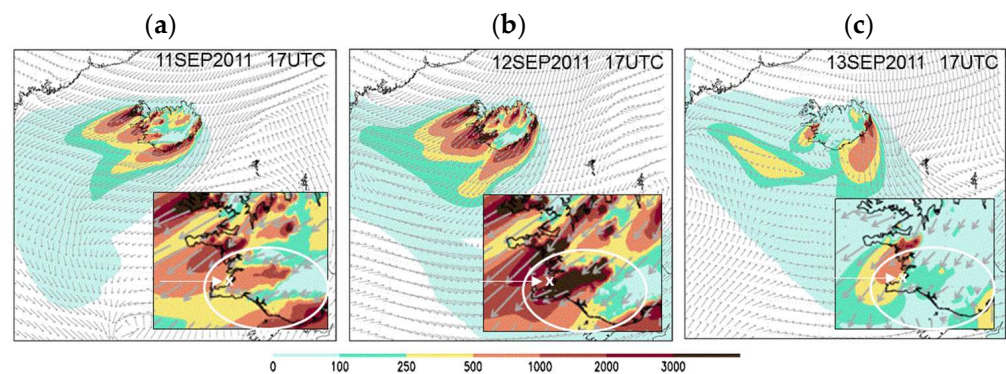 (a) (b) (c)
11SEP2011 17UTC 12SEP2011 17UTC 13SEP2011 17UTC
x x x
0 100 250 500 1000 2000 3000